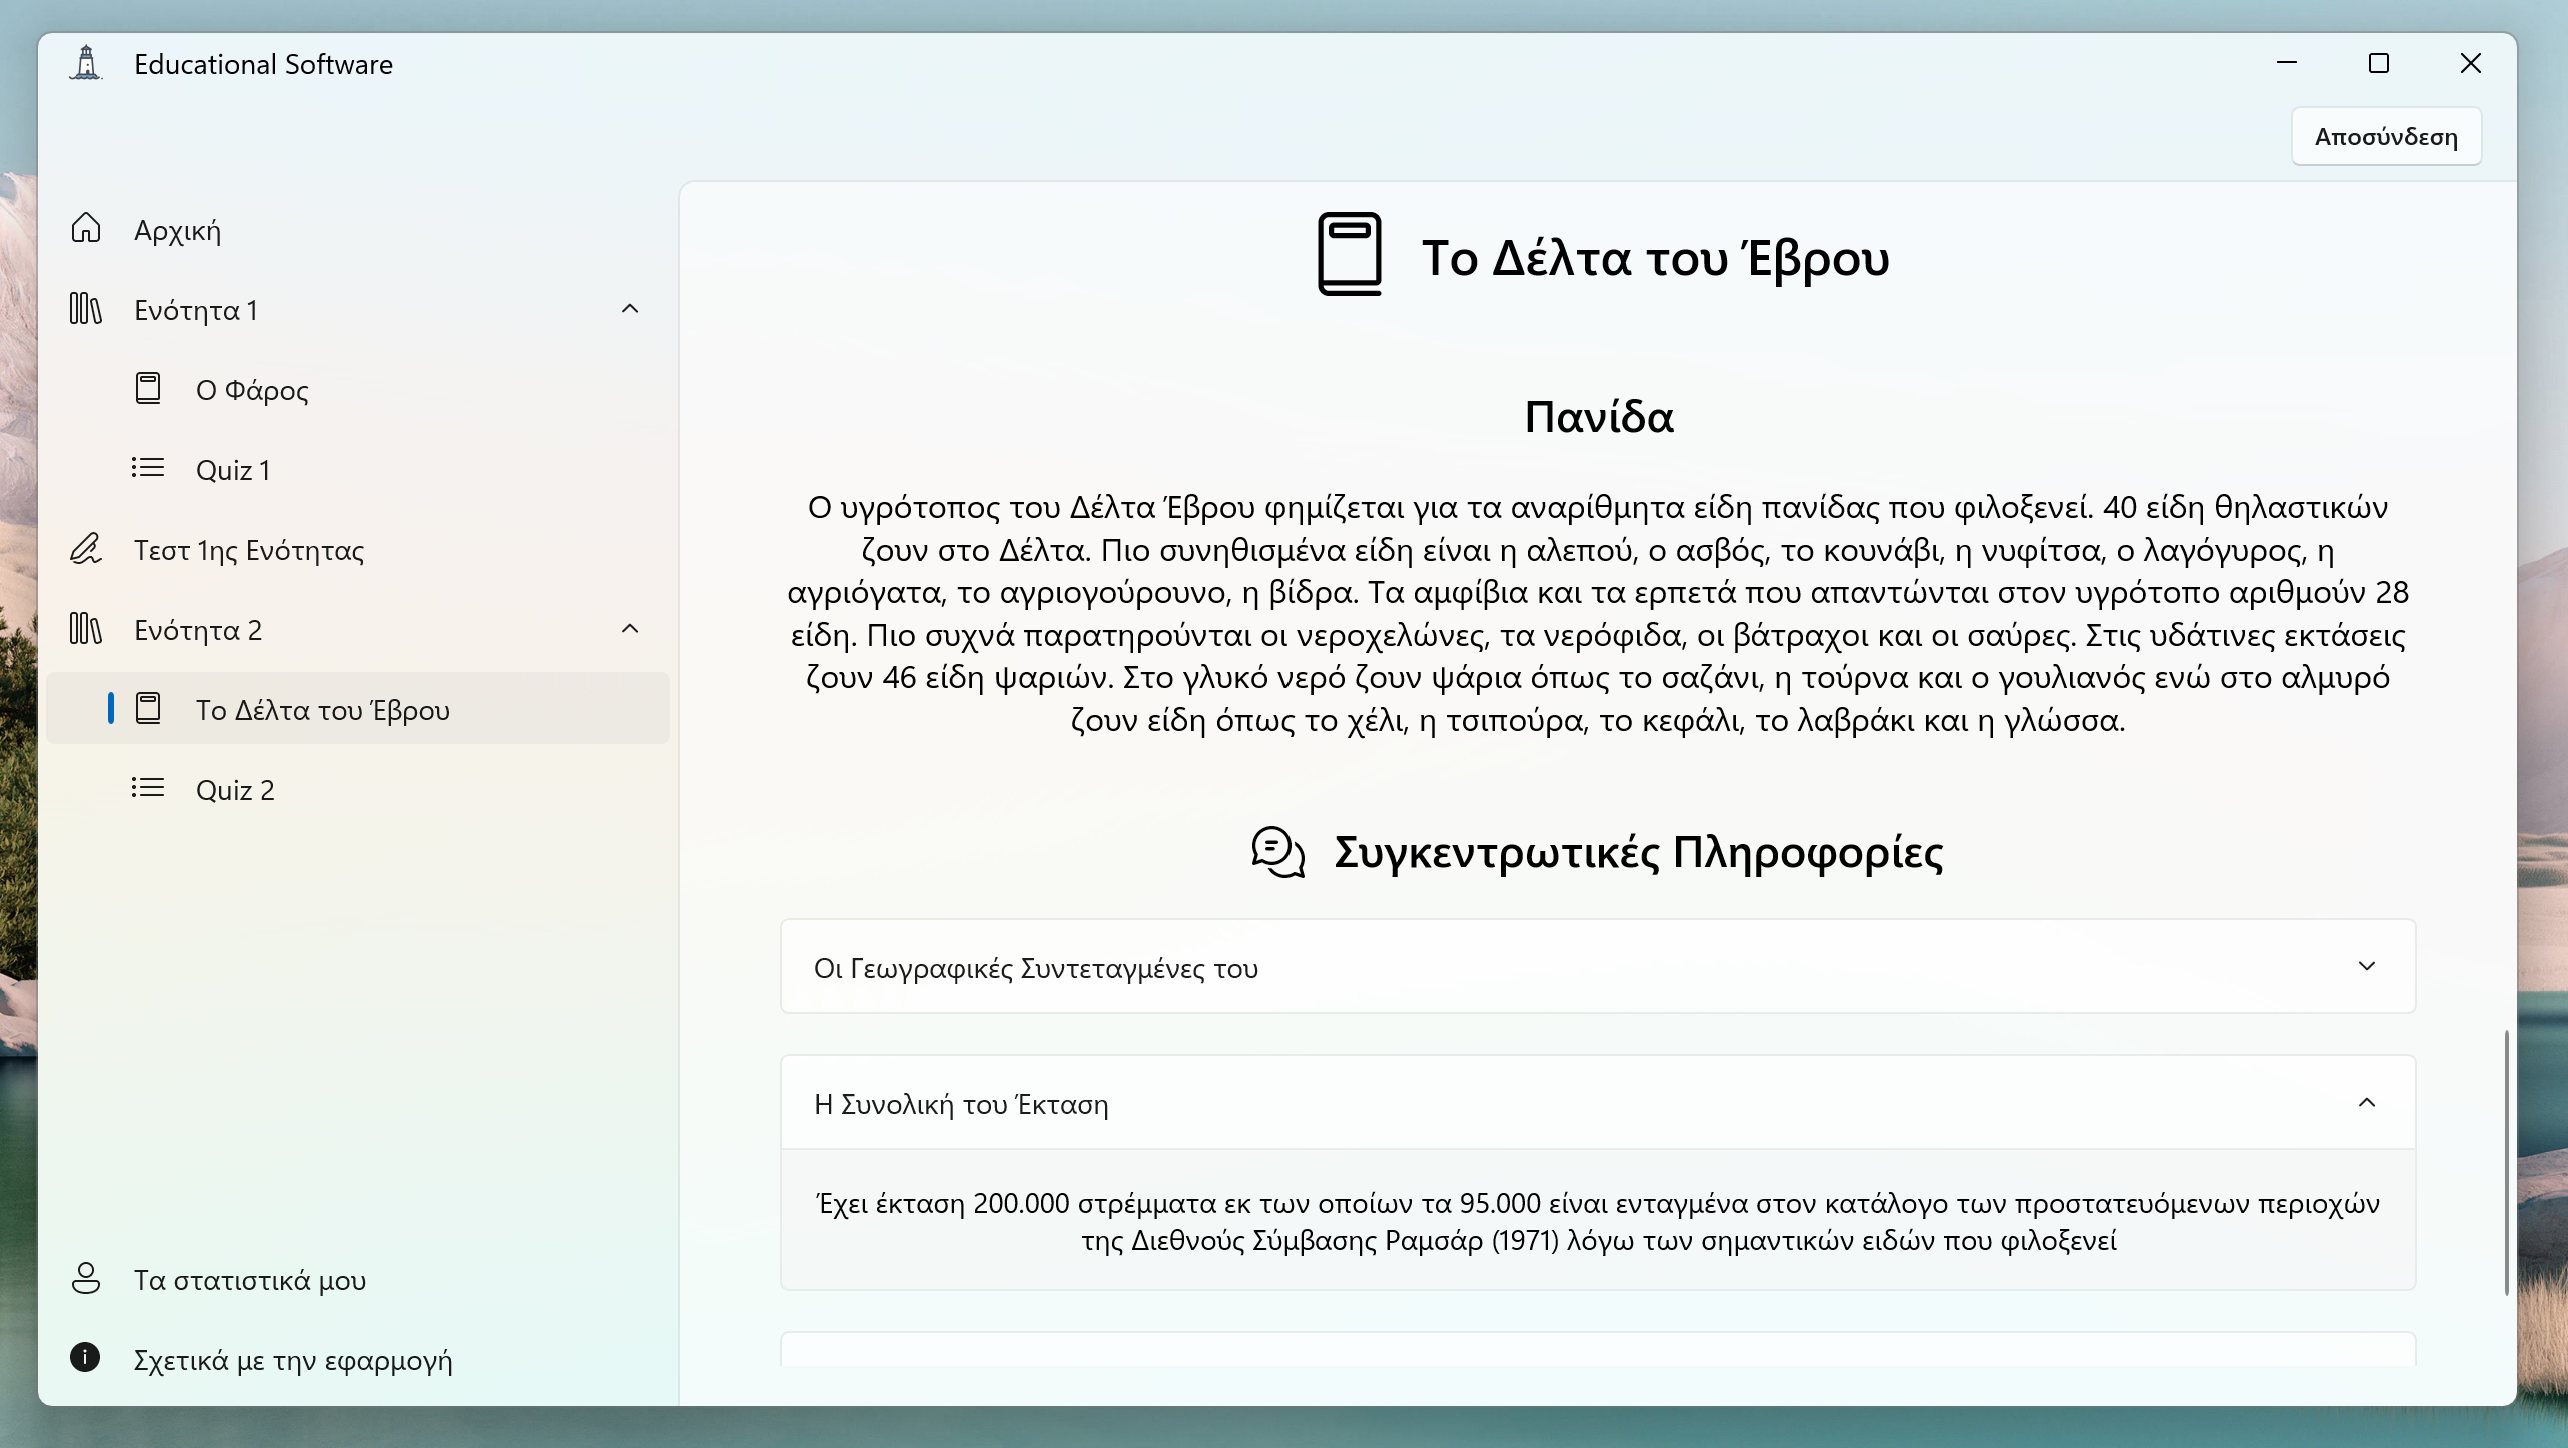 Educational Software
Αποσύνδεση
Αρχική
Ενότητα 1
Ο Φάρος
Quiz 1
Τεστ 1ης Ενότητας
Ενότητα 2
Το Δέλτα του Έβρου
Quiz 2
Τα στατιστικά μου
Σχετικά με την εφαρμογή
Το Δέλτα του Έβρου
Πανίδα
Ο υγρότοπος του Δέλτα Έβρου φημίζεται για τα αναρίθμητα είδη πανίδας που φιλοξενεί. 40 είδη θηλαστικών
ζουν στο Δέλτα. Πιο συνηθισμένα είδη είναι η αλεπού, ο ασβός, το κουνάβι, η νυφίτσα, ο λαγόγυρος, η
αγριόγατα, το αγριογούρουνο, η βίδρα. Τα αμφίβια και τα ερπετά που απαντώνται στον υγρότοπο αριθμούν 28
είδη. Πιο συχνά παρατηρούνται οι νεροχελώνες, τα νερόφιδα, οι βάτραχοι και οι σαύρες. Στις υδάτινες εκτάσεις
ζουν 46 είδη ψαριών. Στο γλυκό νερό ζουν ψάρια όπως το σαζάνι, η τούρνα και ο γουλιανός ενώ στο αλμυρό
ζουν είδη όπως το χέλι, η τσιπούρα, το κεφάλι, το λαβράκι και η γλώσσα.
Συγκεντρωτικές Πληροφορίες
Οι Γεωγραφικές Συντεταγμένες του
Η Συνολική του Έκταση
Έχει έκταση 200.000 στρέμματα εκ των οποίων τα 95.000 είναι ενταγμένα στον κατάλογο των προστατευόμενων περιοχών
της Διεθνούς Σύμβασης Ραμσάρ (1971) λόγω των σημαντικών ειδών που φιλοξενεί